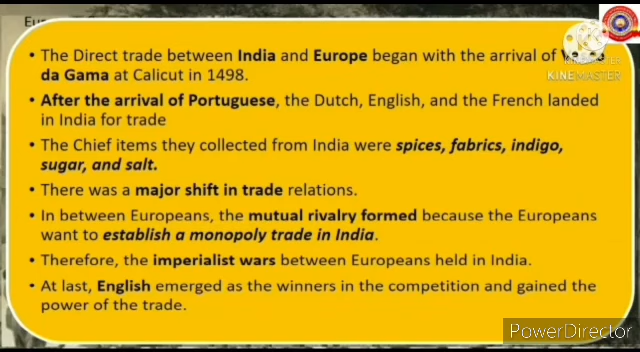 Eur
• The Direct trade between India and Europe began with the arrival of
da Gama at Calicut in 1498.
• After the arrival of Portuguese, the Dutch, English, and the French landed
in India for trade
• The Chief items they collected from India were spices, fabrics, indigo,
sugar, and salt.
• There was a major shift in trade relations.
• In between Europeans, the mutual rivalry formed because the Europeans
want to establish a monopoly trade in India.
• Therefore, the imperialist wars between Europeans held in India.
• At last, English emerged as the winners in the competition and gained the
power of the trade.
KINEMASTER
PowerDirector